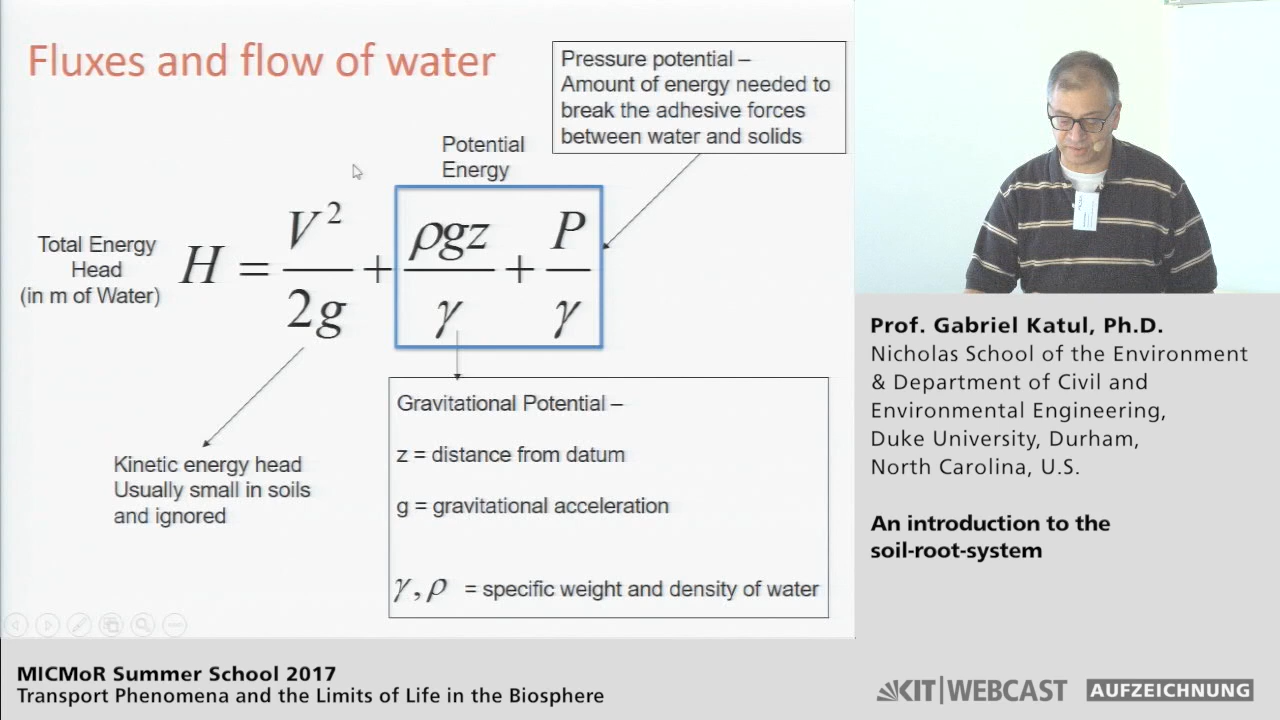 Fluxes and flow of water
Pressure potential –
Amount of energy needed to
break the adhesive forces
between water and solids
Potential
Energy
Total Energy
Head
(in m of Water)
H = V² / 2g + ρgz / γ + P / γ
Kinetic energy head
Usually small in soils
and ignored
Gravitational Potential –
z = distance from datum
g = gravitational acceleration
γ, ρ = specific weight and density of water
Prof. Gabriel Katul, Ph.D.
Nicholas School of the Environment
& Department of Civil and
Environmental Engineering,
Duke University, Durham,
North Carolina, U.S.
An introduction to the
soil-root-system
MICMoR Summer School 2017
Transport Phenomena and the Limits of Life in the Biosphere
KIT | WEBCAST AUFZEICHNUNG